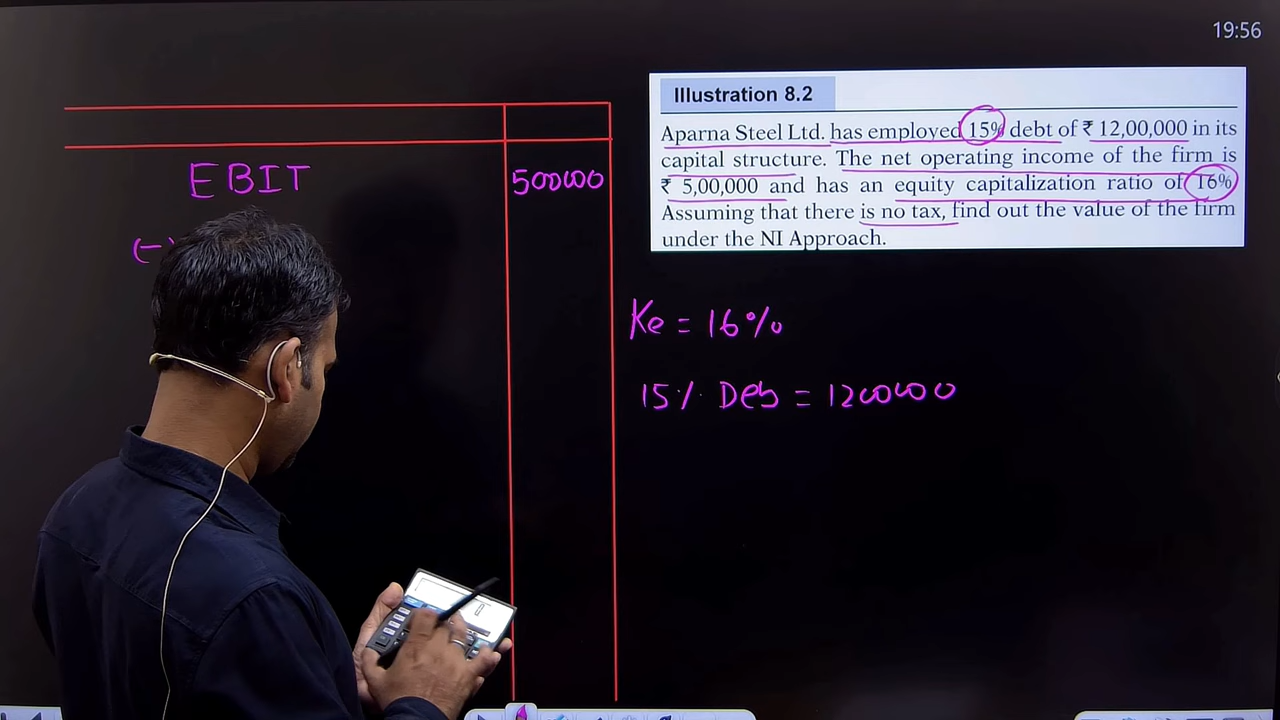 19:56
Illustration 8.2
Aparna Steel Ltd. has employed 15% debt of ₹ 12,00,000 in its
capital structure. The net operating income of the firm is
₹ 5,00,000 and has an equity capitalization ratio of 16%
Assuming that there is no tax, find out the value of the firm
under the NI Approach.
EBIT 500000
(-)
Ke = 16%
15% Deb = 1200000